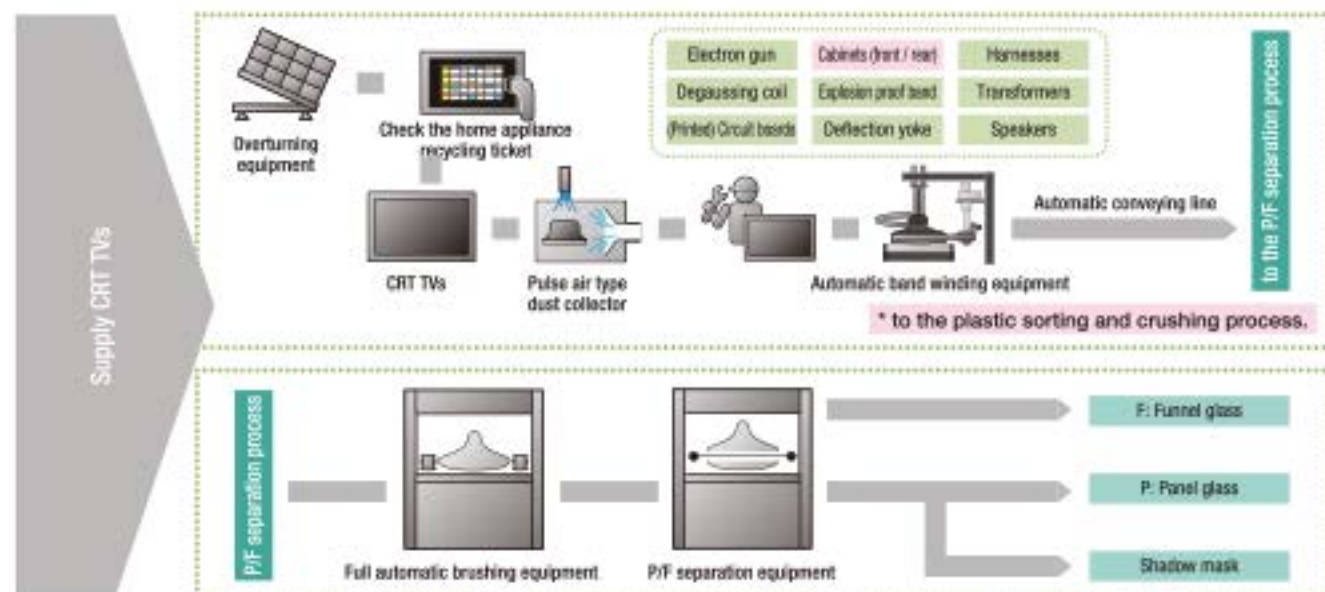 Supply CRT TVs
Overturning
equipment
Check the home appliance
recycling ticket
Electron gun
Cabinets (front / rear)
Harnesses
Degaussing coil
Explosion proof band
Transformers
(Printed) Circuit boards
Deflection yoke
Speakers
CRT TVs
Pulse air type
dust collector
Automatic band winding equipment
Automatic conveying line
to the P/F separation process
* to the plastic sorting and crushing process.
P/F separation process
Full automatic brushing equipment
P/F separation equipment
F: Funnel glass
P: Panel glass
Shadow mask